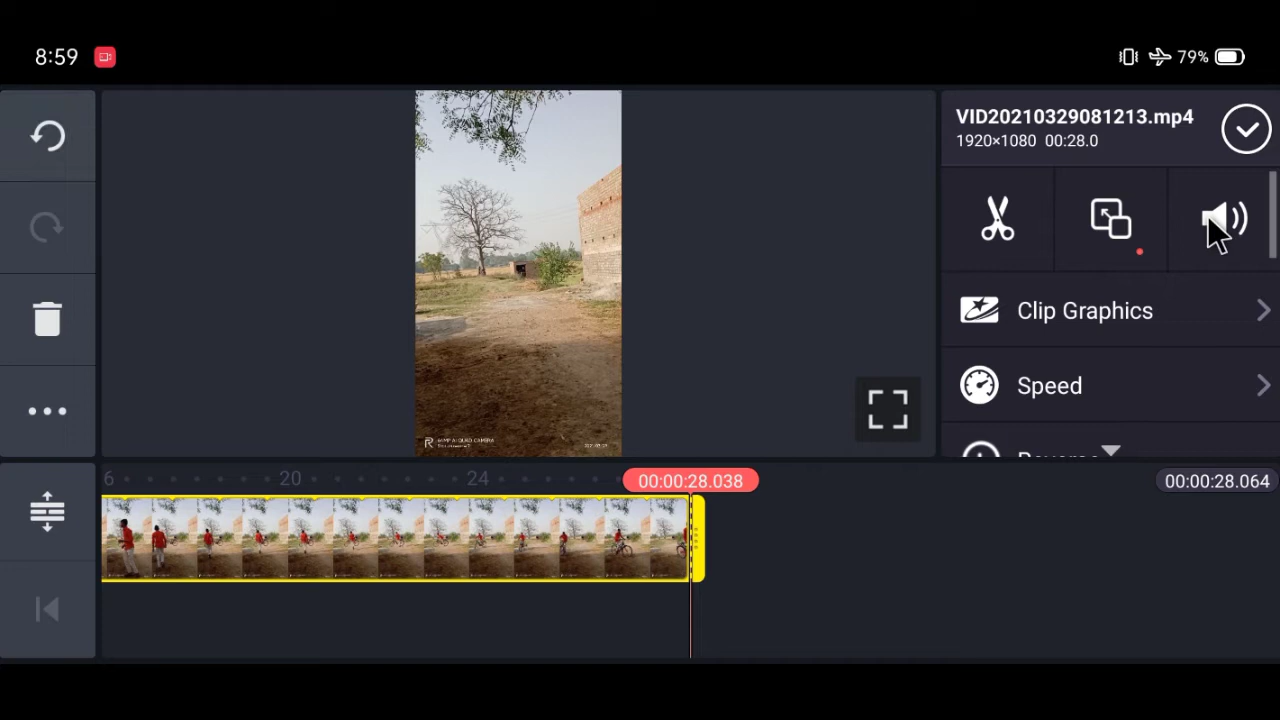 8:59
79%
VID20210329081213.mp4
1920×1080 00:28.0
Clip Graphics
Speed
Reverse
6 20 24
00:00:28.038
00:00:28.064